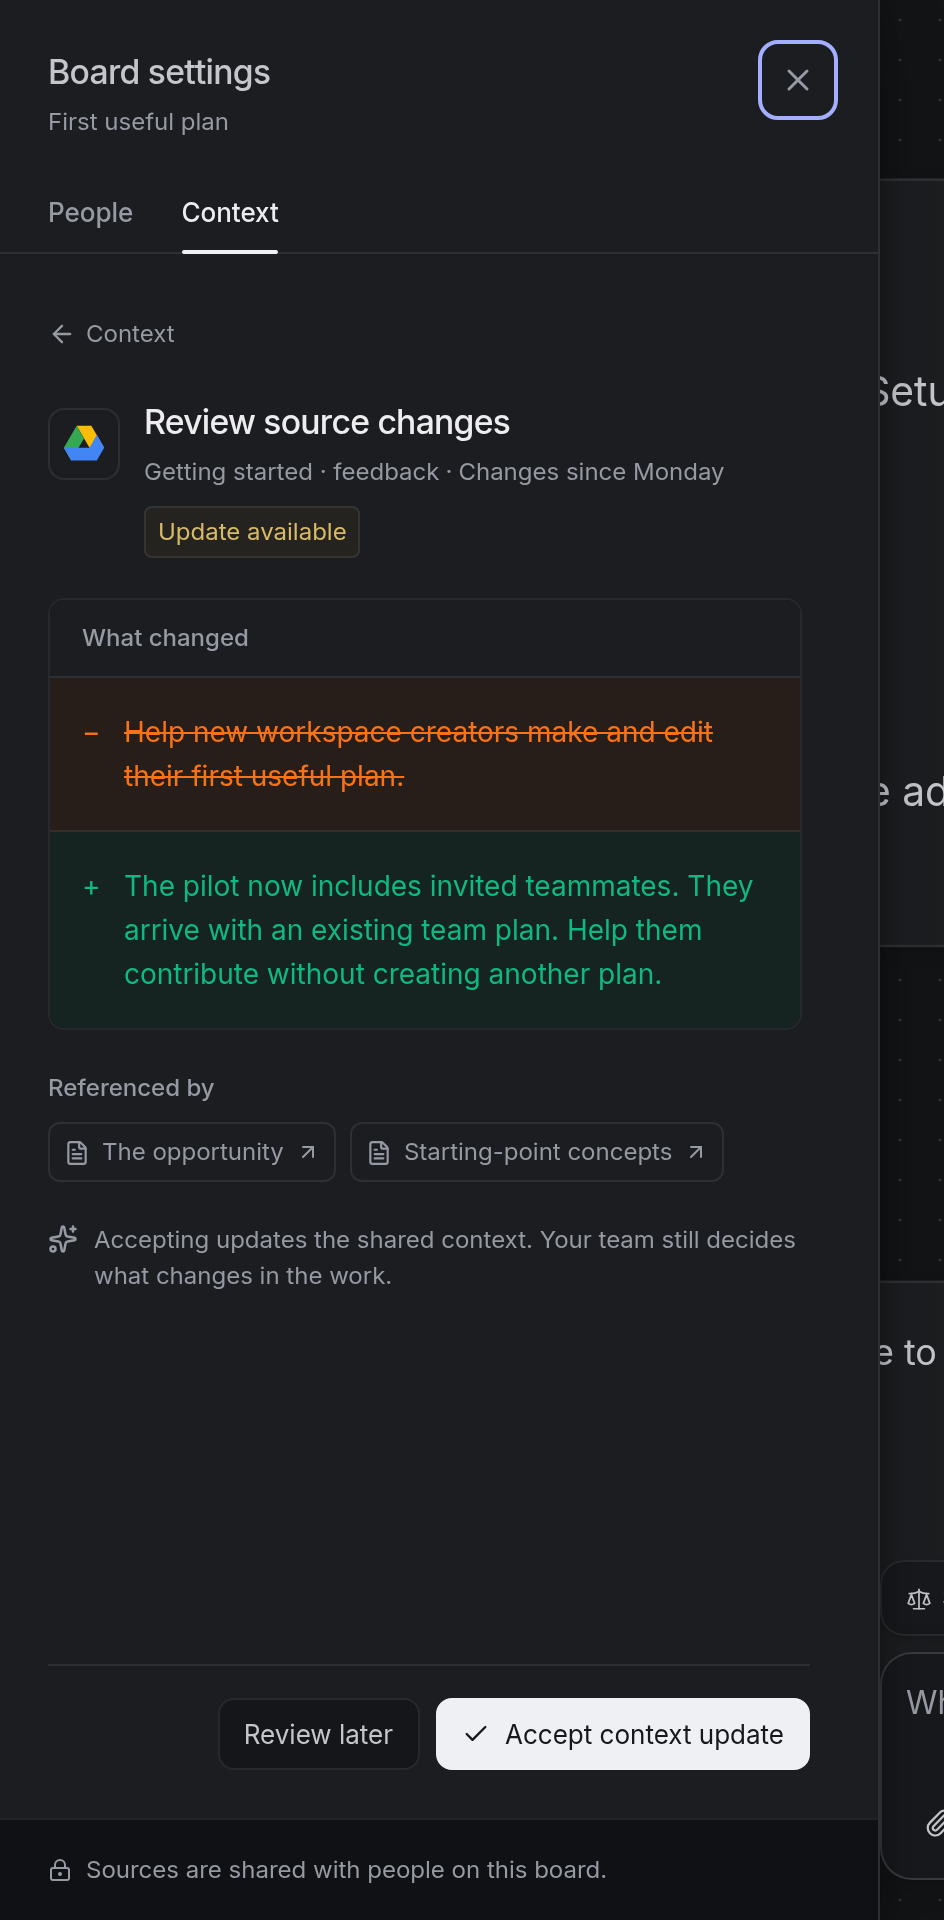 Board settings
First useful plan
People
Context
Context
Review source changes
Getting started · feedback · Changes since Monday
Update available
What changed
− Help new workspace creators make and edit
their first useful plan.
+ The pilot now includes invited teammates. They
arrive with an existing team plan. Help them
contribute without creating another plan.
Referenced by
The opportunity
Starting-point concepts
Accepting updates the shared context. Your team still decides
what changes in the work.
Review later
Accept context update
Sources are shared with people on this board.
to